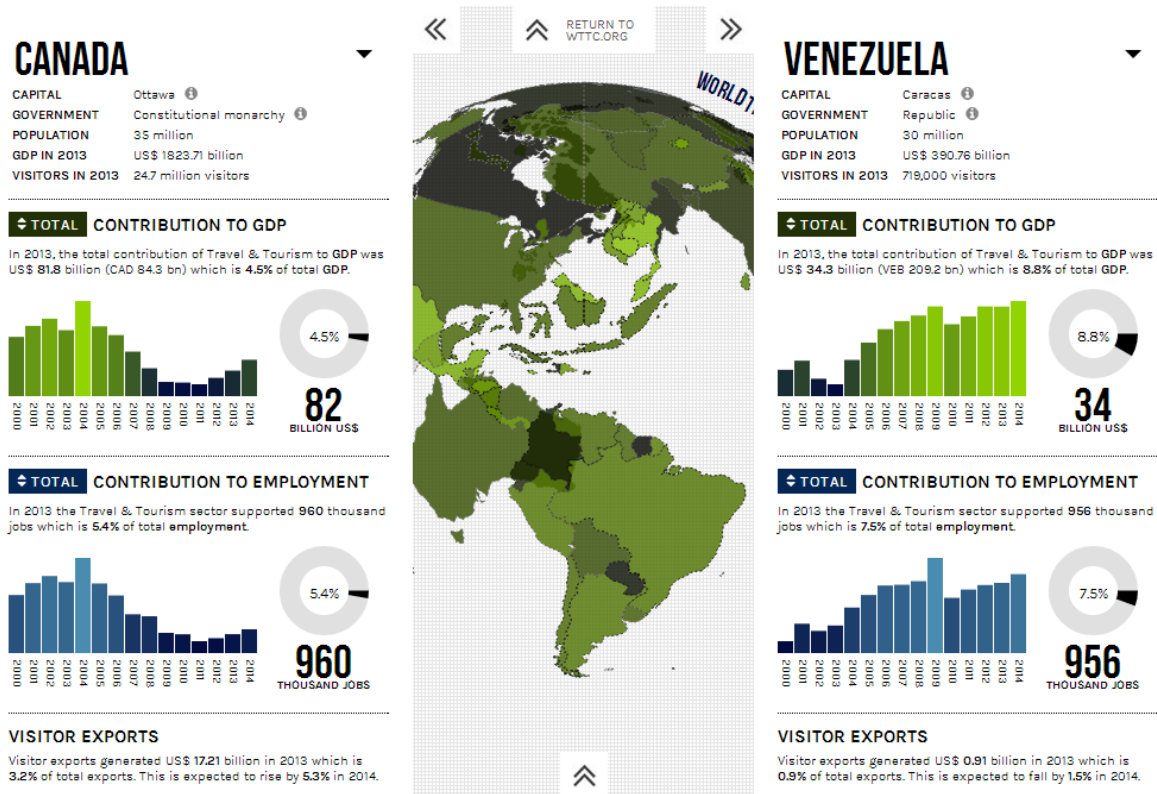 CANADA
CAPITAL Ottawa
GOVERNMENT Constitutional monarchy
POPULATION 35 million
GDP IN 2013 US$ 1823.71 billion
VISITORS IN 2013 24.7 million visitors
TOTAL CONTRIBUTION TO GDP
In 2013, the total contribution of Travel & Tourism to GDP was
US$ 81.8 billion (CAD 84.3 bn) which is 4.5% of total GDP.
4.5%
82
BILLION US$
2000 2001 2002 2003 2004 2005 2006 2007 2008 2009 2010 2011 2012 2013 2014
TOTAL CONTRIBUTION TO EMPLOYMENT
In 2013 the Travel & Tourism sector supported 960 thousand
jobs which is 5.4% of total employment.
5.4%
960
THOUSAND JOBS
2000 2001 2002 2003 2004 2005 2006 2007 2008 2009 2010 2011 2012 2013 2014
VISITOR EXPORTS
Visitor exports generated US$ 17.21 billion in 2013 which is
3.2% of total exports. This is expected to rise by 5.3% in 2014.
RETURN TO
WTTC.ORG
VENEZUELA
CAPITAL Caracas
GOVERNMENT Republic
POPULATION 30 million
GDP IN 2013 US$ 390.76 billion
VISITORS IN 2013 719,000 visitors
TOTAL CONTRIBUTION TO GDP
In 2013, the total contribution of Travel & Tourism to GDP was
US$ 34.3 billion (VEB 209.2 bn) which is 8.8% of total GDP.
8.8%
34
BILLION US$
2000 2001 2002 2003 2004 2005 2006 2007 2008 2009 2010 2011 2012 2013 2014
TOTAL CONTRIBUTION TO EMPLOYMENT
In 2013 the Travel & Tourism sector supported 956 thousand
jobs which is 7.5% of total employment.
7.5%
956
THOUSAND JOBS
2000 2001 2002 2003 2004 2005 2006 2007 2008 2009 2010 2011 2012 2013 2014
VISITOR EXPORTS
Visitor exports generated US$ 0.91 billion in 2013 which is
0.9% of total exports. This is expected to fall by 1.5% in 2014.
WORLD